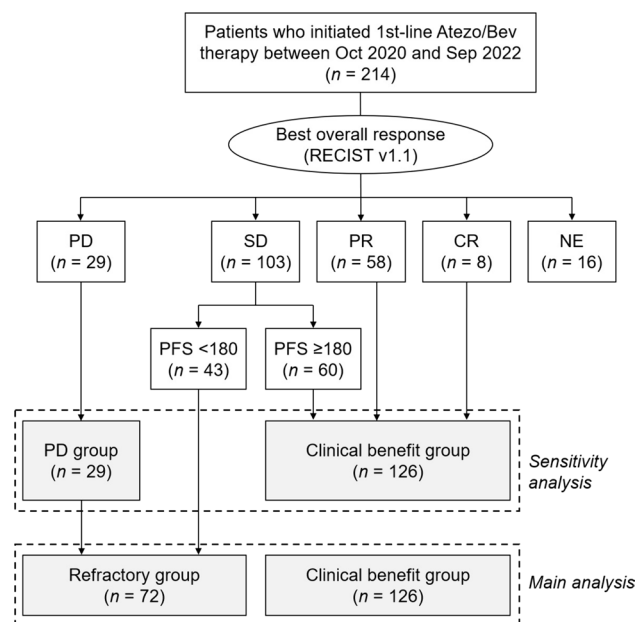 Patients who initiated 1st-line Atezo/Bev
therapy between Oct 2020 and Sep 2022
(n = 214)
Best overall response
(RECIST v1.1)
PD
(n = 29)
SD
(n = 103)
PR
(n = 58)
CR
(n = 8)
NE
(n = 16)
PFS <180
(n = 43)
PFS ≥180
(n = 60)
PD group
(n = 29)
Clinical benefit group
(n = 126)
Sensitivity
analysis
Refractory group
(n = 72)
Clinical benefit group
(n = 126)
Main analysis